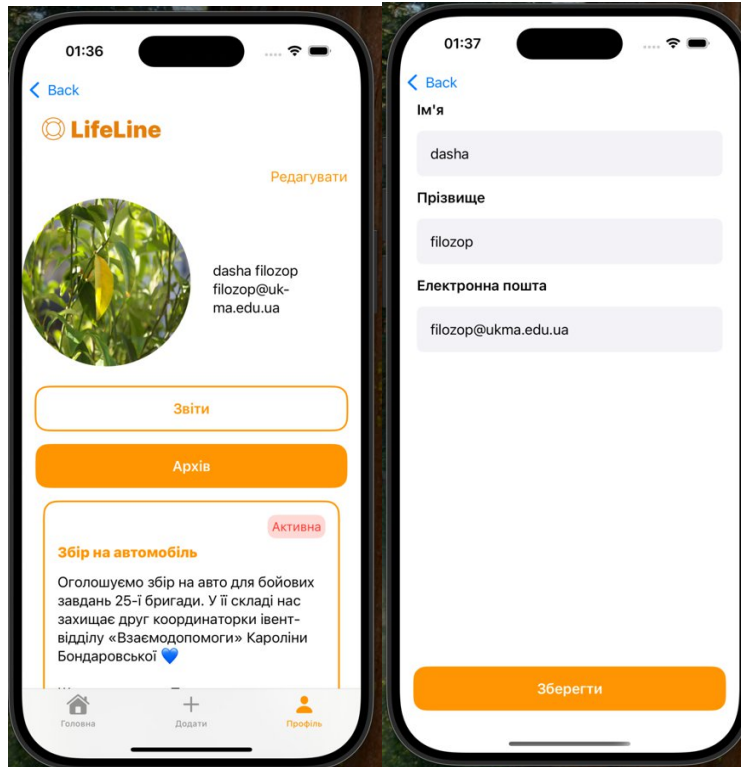 01:36
Back
LifeLine
Редагувати
dasha filozop
filozop@uk-
ma.edu.ua
Звіти
Архів
Активна
Збір на автомобіль
Оголошуємо збір на авто для бойових
завдань 25-ї бригади. У її складі нас
захищає друг координаторки івент-
відділу «Взаємодопомоги» Кароліни
Бондаровської 💙
Головна
Додати
Профіль
01:37
Back
Ім'я
dasha
Прізвище
filozop
Електронна пошта
filozop@ukma.edu.ua
Зберегти